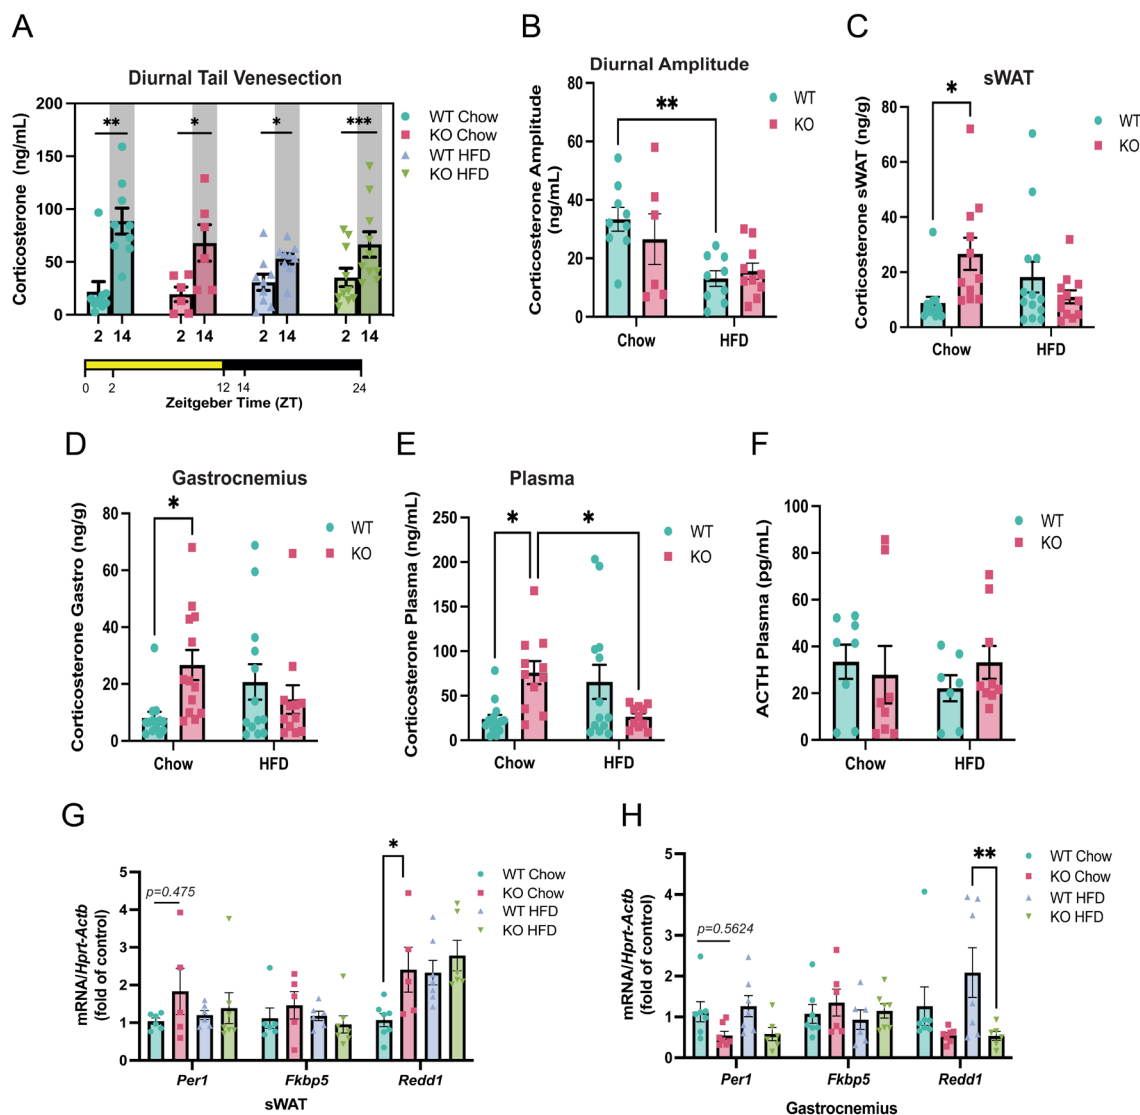 A
Diurnal Tail Venesection
Corticosterone (ng/mL)
200
150
100
50
0
**
*
*
***
2 14 2 14 2 14 2 14
WT Chow
KO Chow
WT HFD
KO HFD
0 2 12 14 24
Zeitgeber Time (ZT)
B
Diurnal Amplitude
Corticosterone Amplitude
(ng/mL)
80
60
40
20
0
**
Chow HFD
WT
KO
C
sWAT
Corticosterone sWAT (ng/g)
80
60
40
20
0
*
Chow HFD
WT
KO
D
Gastrocnemius
Corticosterone Gastro (ng/g)
80
60
40
20
0
*
Chow HFD
WT
KO
E
Plasma
Corticosterone Plasma (ng/mL)
250
200
150
100
50
0
* *
Chow HFD
WT
KO
F
ACTH Plasma (pg/mL)
100
80
60
40
20
0
Chow HFD
WT
KO
G
mRNA/Hprt-Actb
(fold of control)
5
4
3
2
1
0
p=0.475
*
Per1 Fkbp5 Redd1
sWAT
WT Chow
KO Chow
WT HFD
KO HFD
H
mRNA/Hprt-Actb
(fold of control)
5
4
3
2
1
0
p=0.5624
**
Per1 Fkbp5 Redd1
Gastrocnemius
WT Chow
KO Chow
WT HFD
KO HFD